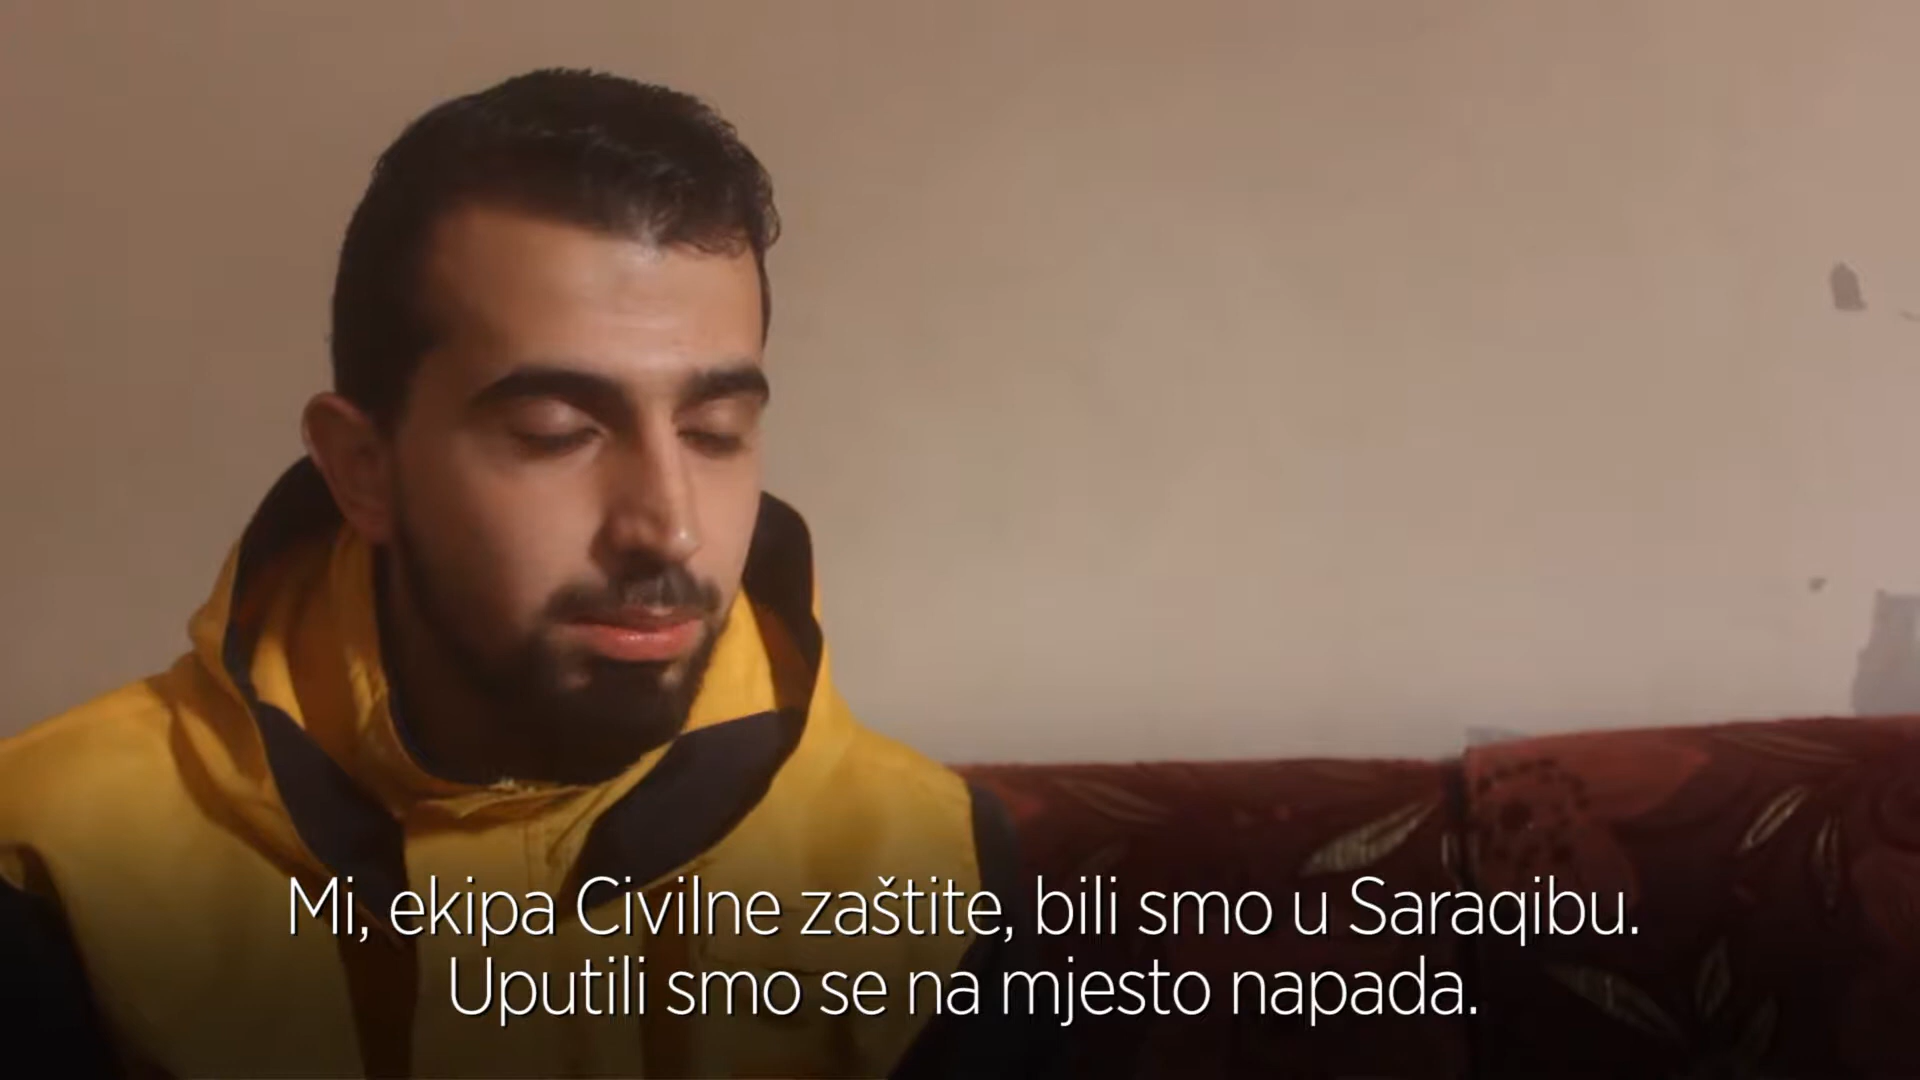 Mi, ekipa Civilne zaštite, bili smo u Saraqibu.
Uputili smo se na mjesto napada.